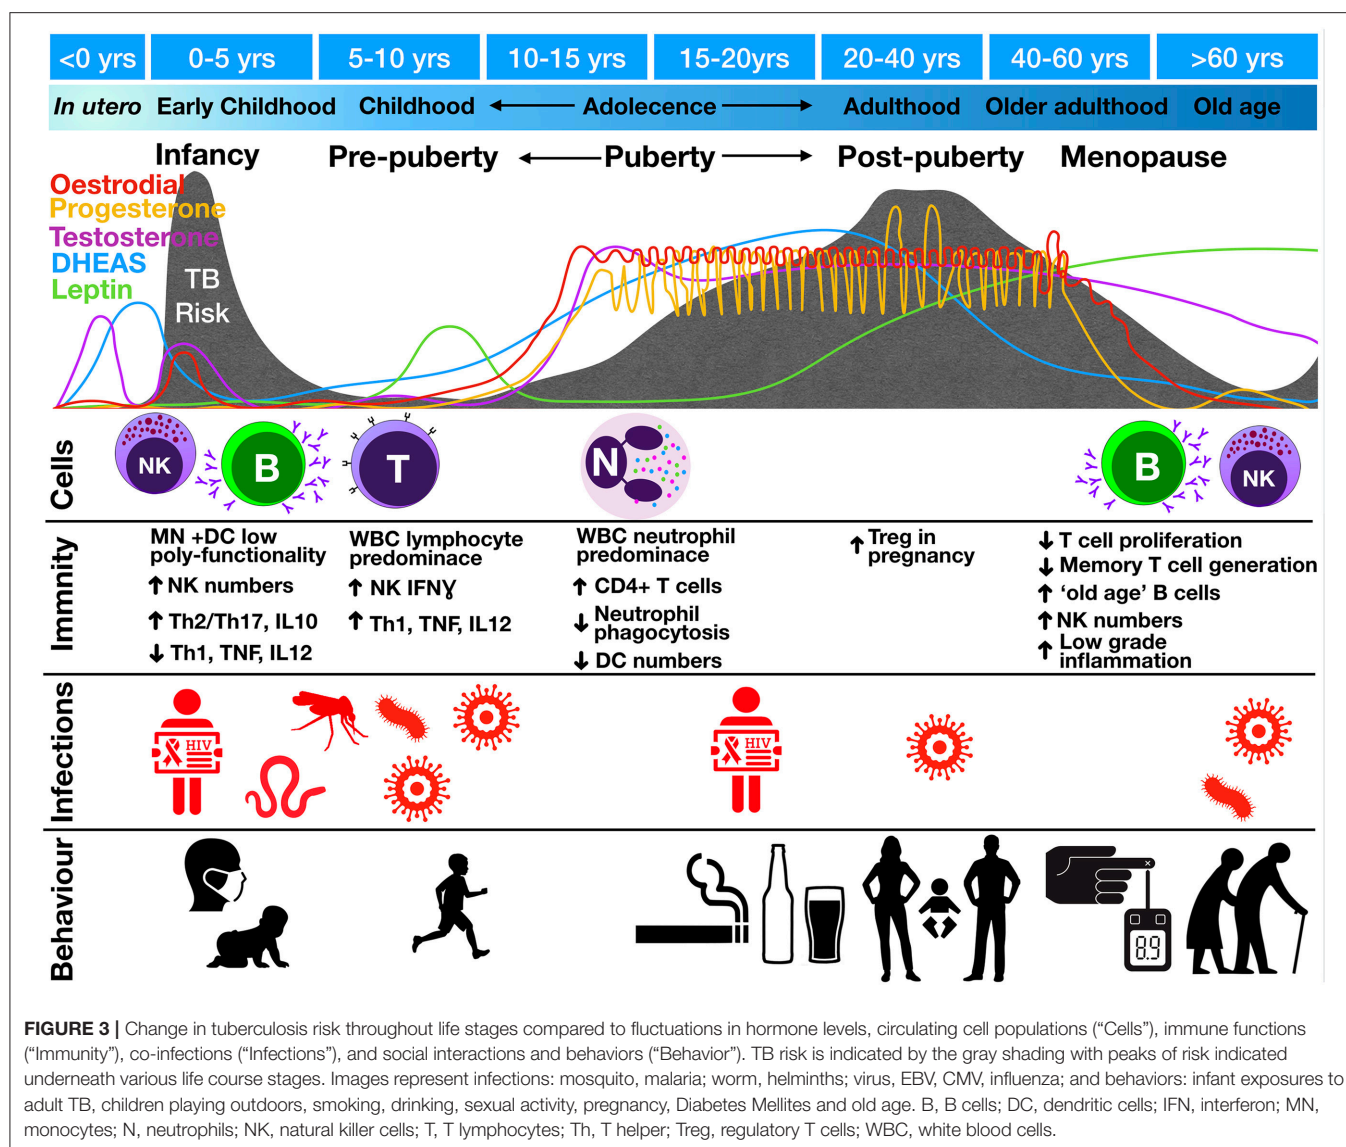 <0 yrs 0-5 yrs 5-10 yrs 10-15 yrs 15-20yrs 20-40 yrs 40-60 yrs >60 yrs
In utero Early Childhood Childhood Adolecence Adulthood Older adulthood Old age
Infancy Pre-puberty Puberty Post-puberty Menopause
Oestrodial
Progesterone
Testosterone
DHEAS
Leptin
TB
Risk
Cells
NK
B
T
N
B
NK
Immnity
MN +DC low
poly-functionality
↑ NK numbers
↑ Th2/Th17, IL10
↓ Th1, TNF, IL12
WBC lymphocyte
predominace
↑ NK IFNɣ
↑ Th1, TNF, IL12
WBC neutrophil
predominace
↑ CD4+ T cells
↓ Neutrophil
phagocytosis
↓ DC numbers
↑ Treg in
pregnancy
↓ T cell proliferation
↓ Memory T cell generation
↑ ‘old age’ B cells
↑ NK numbers
↑ Low grade
inflammation
Infections
HIV
HIV
Behaviour
8.9
FIGURE 3 | Change in tuberculosis risk throughout life stages compared to fluctuations in hormone levels, circulating cell populations (“Cells”), immune functions
(“Immunity”), co-infections (“Infections”), and social interactions and behaviors (“Behavior”). TB risk is indicated by the gray shading with peaks of risk indicated
underneath various life course stages. Images represent infections: mosquito, malaria; worm, helminths; virus, EBV, CMV, influenza; and behaviors: infant exposures to
adult TB, children playing outdoors, smoking, drinking, sexual activity, pregnancy, Diabetes Mellites and old age. B, B cells; DC, dendritic cells; IFN, interferon; MN,
monocytes; N, neutrophils; NK, natural killer cells; T, T lymphocytes; Th, T helper; Treg, regulatory T cells; WBC, white blood cells.